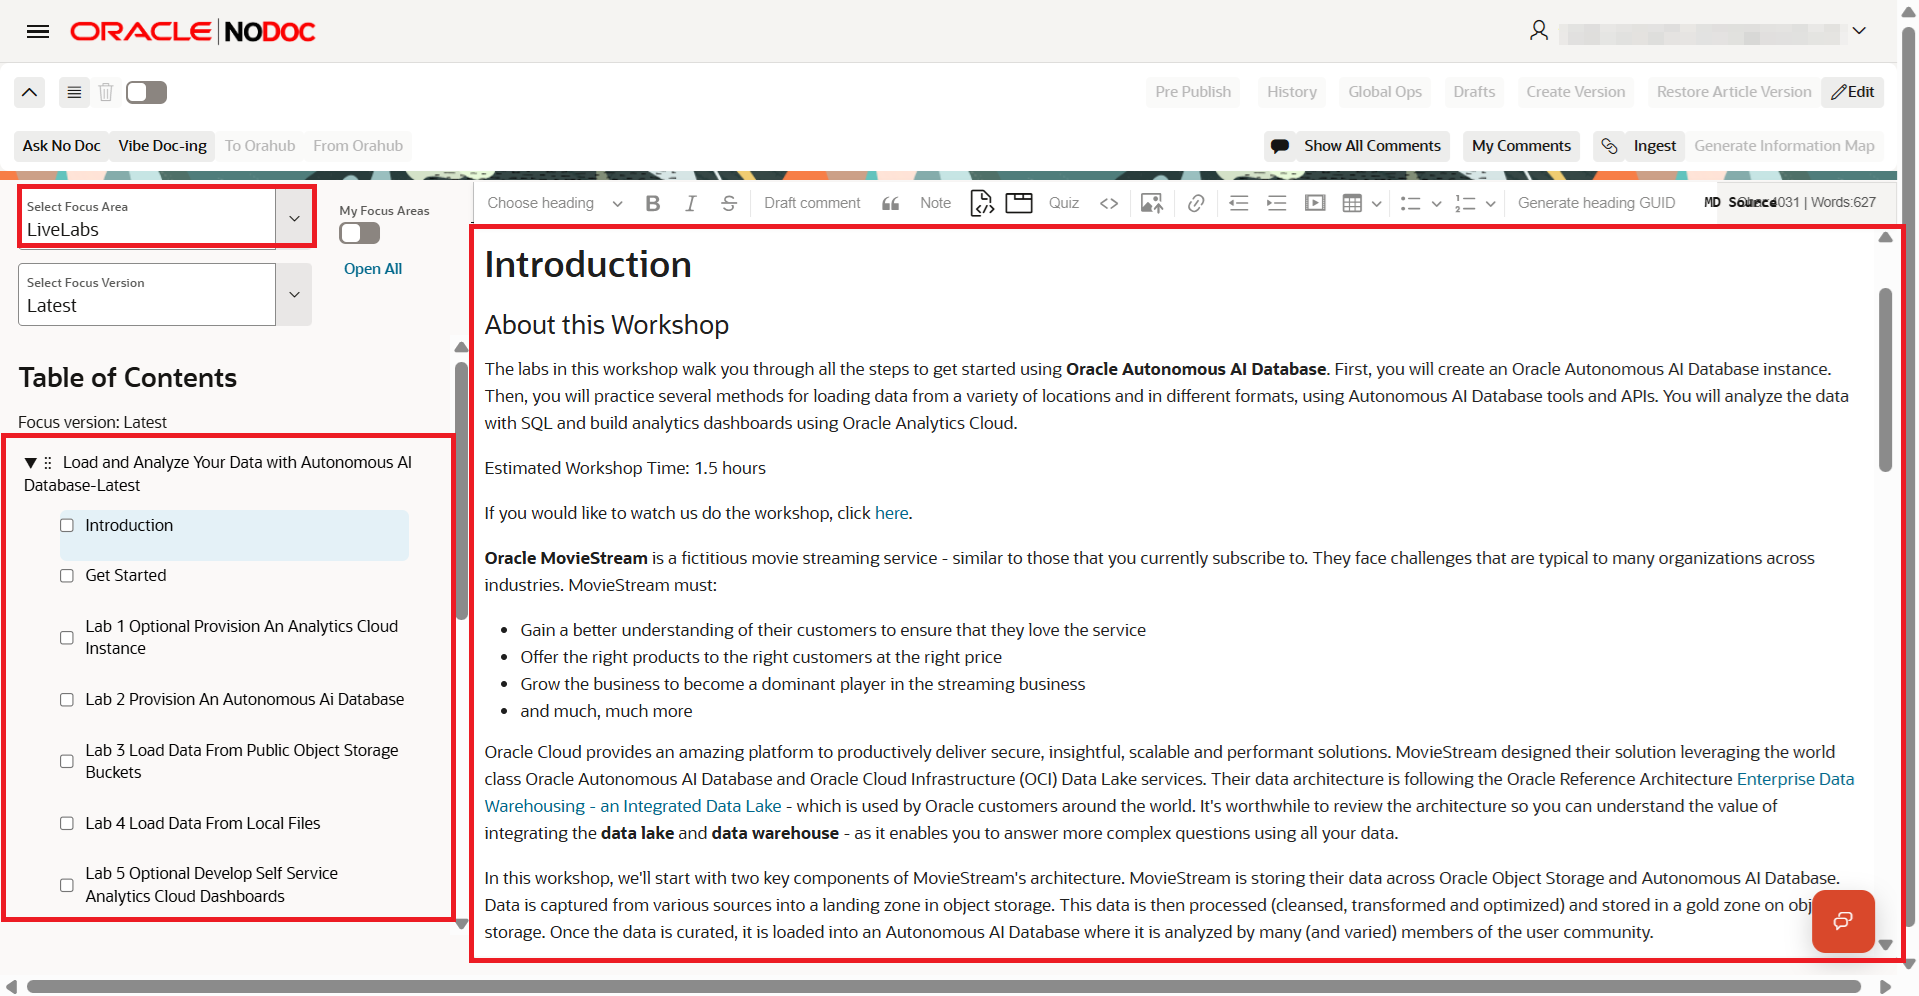 ORACLE NODOC
Pre Publish History Global Ops Drafts Create Version Restore Article Version Edit
Ask No Doc Vibe Doc-ing To Orahub From Orahub Show All Comments My Comments Ingest Generate Information Map
Select Focus Area
LiveLabs
My Focus Areas
Open All
Select Focus Version
Latest
Table of Contents
Focus version: Latest
Load and Analyze Your Data with Autonomous AI
Database-Latest
Introduction
Get Started
Lab 1 Optional Provision An Analytics Cloud
Instance
Lab 2 Provision An Autonomous Ai Database
Lab 3 Load Data From Public Object Storage
Buckets
Lab 4 Load Data From Local Files
Lab 5 Optional Develop Self Service
Analytics Cloud Dashboards
Choose heading B I S Draft comment Note Quiz Generate heading GUID MD Source | Words:627
Introduction
About this Workshop
The labs in this workshop walk you through all the steps to get started using Oracle Autonomous AI Database. First, you will create an Oracle Autonomous AI Database instance.
Then, you will practice several methods for loading data from a variety of locations and in different formats, using Autonomous AI Database tools and APIs. You will analyze the data
with SQL and build analytics dashboards using Oracle Analytics Cloud.
Estimated Workshop Time: 1.5 hours
If you would like to watch us do the workshop, click here.
Oracle MovieStream is a fictitious movie streaming service - similar to those that you currently subscribe to. They face challenges that are typical to many organizations across
industries. MovieStream must:
• Gain a better understanding of their customers to ensure that they love the service
• Offer the right products to the right customers at the right price
• Grow the business to become a dominant player in the streaming business
• and much, much more
Oracle Cloud provides an amazing platform to productively deliver secure, insightful, scalable and performant solutions. MovieStream designed their solution leveraging the world
class Oracle Autonomous AI Database and Oracle Cloud Infrastructure (OCI) Data Lake services. Their data architecture is following the Oracle Reference Architecture Enterprise Data
Warehousing - an Integrated Data Lake - which is used by Oracle customers around the world. It's worthwhile to review the architecture so you can understand the value of
integrating the data lake and data warehouse - as it enables you to answer more complex questions using all your data.
In this workshop, we'll start with two key components of MovieStream's architecture. MovieStream is storing their data across Oracle Object Storage and Autonomous AI Database.
Data is captured from various sources into a landing zone in object storage. This data is then processed (cleansed, transformed and optimized) and stored in a gold zone on
storage. Once the data is curated, it is loaded into an Autonomous AI Database where it is analyzed by many (and varied) members of the user community.